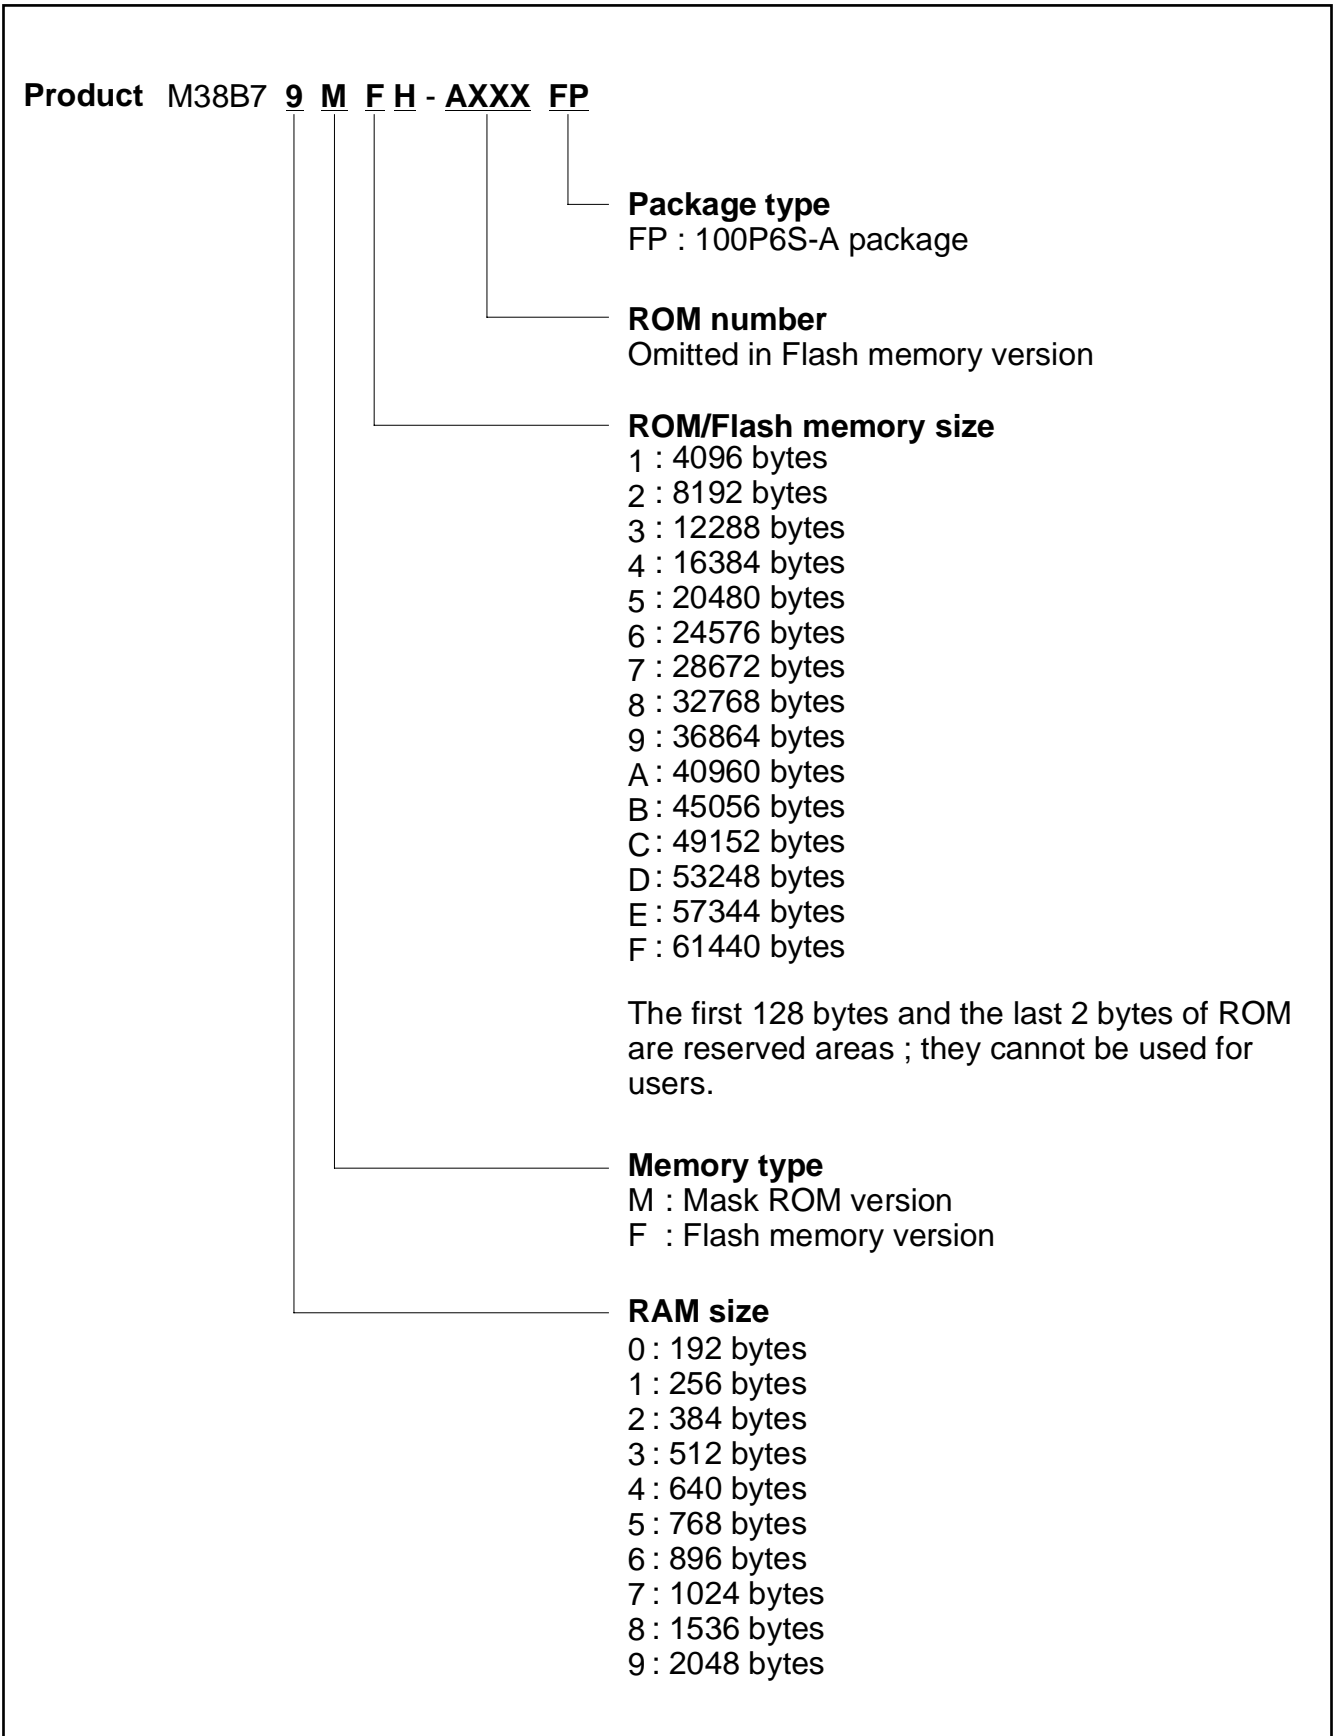 Product M38B7 9 M F H - AXXX FP
Package type
FP : 100P6S-A package
ROM number
Omitted in Flash memory version
ROM/Flash memory size
1 : 4096 bytes
2 : 8192 bytes
3 : 12288 bytes
4 : 16384 bytes
5 : 20480 bytes
6 : 24576 bytes
7 : 28672 bytes
8 : 32768 bytes
9 : 36864 bytes
A : 40960 bytes
B : 45056 bytes
C : 49152 bytes
D : 53248 bytes
E : 57344 bytes
F : 61440 bytes
The first 128 bytes and the last 2 bytes of ROM
are reserved areas ; they cannot be used for
users.
Memory type
M : Mask ROM version
F : Flash memory version
RAM size
0 : 192 bytes
1 : 256 bytes
2 : 384 bytes
3 : 512 bytes
4 : 640 bytes
5 : 768 bytes
6 : 896 bytes
7 : 1024 bytes
8 : 1536 bytes
9 : 2048 bytes